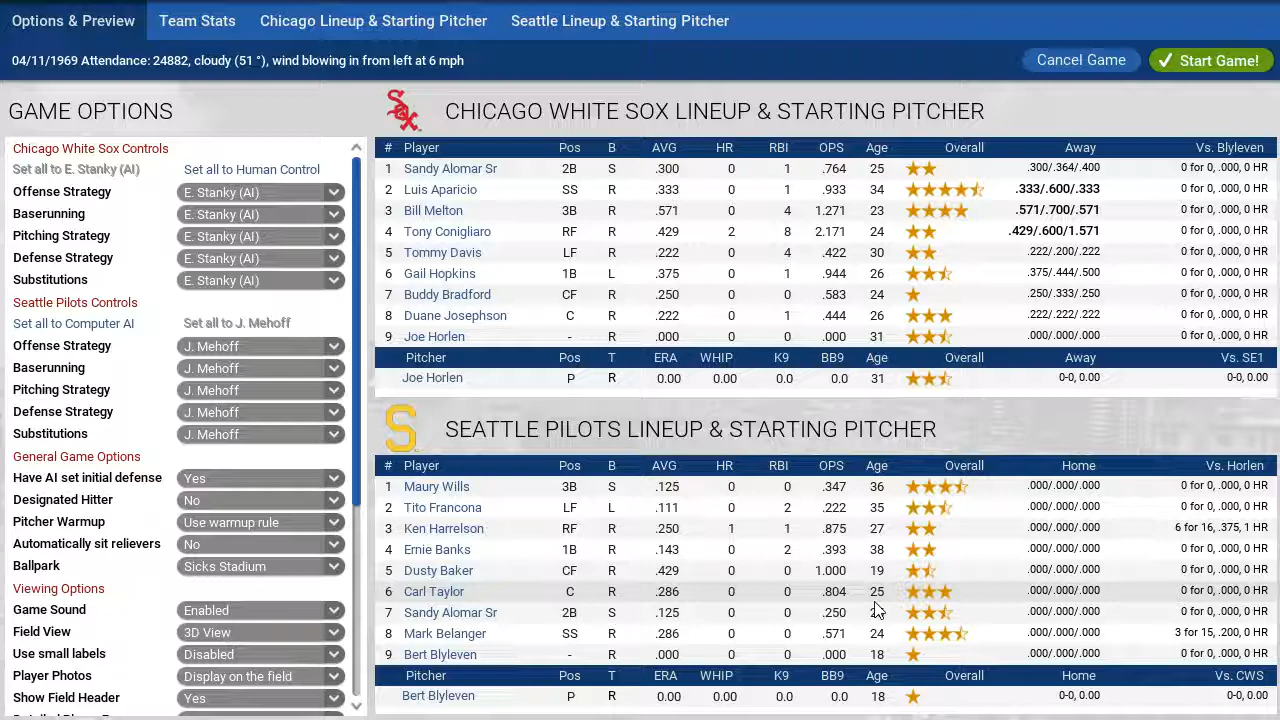 Options & Preview Team Stats Chicago Lineup & Starting Pitcher Seattle Lineup & Starting Pitcher
04/11/1969 Attendance: 24882, cloudy (51 °), wind blowing in from left at 6 mph Cancel Game Start Game!
GAME OPTIONS
Chicago White Sox Controls
Set all to E. Stanky (AI) Set all to Human Control
Offense Strategy E. Stanky (AI)
Baserunning E. Stanky (AI)
Pitching Strategy E. Stanky (AI)
Defense Strategy E. Stanky (AI)
Substitutions E. Stanky (AI)
Seattle Pilots Controls
Set all to Computer AI Set all to J. Mehoff
Offense Strategy J. Mehoff
Baserunning J. Mehoff
Pitching Strategy J. Mehoff
Defense Strategy J. Mehoff
Substitutions J. Mehoff
General Game Options
Have AI set initial defense Yes
Designated Hitter No
Pitcher Warmup Use warmup rule
Automatically sit relievers No
Ballpark Sicks Stadium
Viewing Options
Game Sound Enabled
Field View 3D View
Use small labels Disabled
Player Photos Display on the field
Show Field Header Yes
CHICAGO WHITE SOX LINEUP & STARTING PITCHER
# Player Pos B AVG HR RBI OPS Age Overall Away Vs. Blyleven
1 Sandy Alomar Sr 2B S .300 0 1 .764 25 .300/.364/.400 0 for 0, .000, 0 HR
2 Luis Aparicio SS R .333 0 1 .933 34 .333/.600/.333 0 for 0, .000, 0 HR
3 Bill Melton 3B R .571 0 4 1.271 23 .571/.700/.571 0 for 0, .000, 0 HR
4 Tony Conigliaro RF R .429 2 8 2.171 24 .429/.600/1.571 0 for 0, .000, 0 HR
5 Tommy Davis LF R .222 0 4 .422 30 .222/.200/.222 0 for 0, .000, 0 HR
6 Gail Hopkins 1B L .375 0 1 .944 26 .375/.444/.500 0 for 0, .000, 0 HR
7 Buddy Bradford CF R .250 0 0 .583 24 .250/.333/.250 0 for 0, .000, 0 HR
8 Duane Josephson C R .222 0 1 .444 26 .222/.222/.222 0 for 0, .000, 0 HR
9 Joe Horlen - R .000 0 0 .000 31 .000/.000/.000 0 for 0, .000, 0 HR
Pitcher Pos T ERA WHIP K9 BB9 Age Overall Away Vs. SE1
Joe Horlen P R 0.00 0.00 0.0 0.0 31 0-0, 0.00 0-0, 0.00
SEATTLE PILOTS LINEUP & STARTING PITCHER
# Player Pos B AVG HR RBI OPS Age Overall Home Vs. Horlen
1 Maury Wills 3B S .125 0 0 .347 36 .000/.000/.000 0 for 0, .000, 0 HR
2 Tito Francona LF L .111 0 2 .222 35 .000/.000/.000 0 for 0, .000, 0 HR
3 Ken Harrelson RF R .250 1 1 .875 27 .000/.000/.000 6 for 16, .375, 1 HR
4 Ernie Banks 1B R .143 0 2 .393 38 .000/.000/.000 0 for 0, .000, 0 HR
5 Dusty Baker CF R .429 0 0 1.000 19 .000/.000/.000 0 for 0, .000, 0 HR
6 Carl Taylor C R .286 0 0 .804 25 .000/.000/.000 0 for 0, .000, 0 HR
7 Sandy Alomar Sr 2B S .125 0 0 .250 .000/.000/.000 0 for 0, .000, 0 HR
8 Mark Belanger SS R .286 0 0 .571 24 .000/.000/.000 3 for 15, .200, 0 HR
9 Bert Blyleven - R .000 0 0 .000 18 .000/.000/.000 0 for 0, .000, 0 HR
Pitcher Pos T ERA WHIP K9 BB9 Age Overall Home Vs. CWS
Bert Blyleven P R 0.00 0.00 0.0 0.0 18 0-0, 0.00 0-0, 0.00